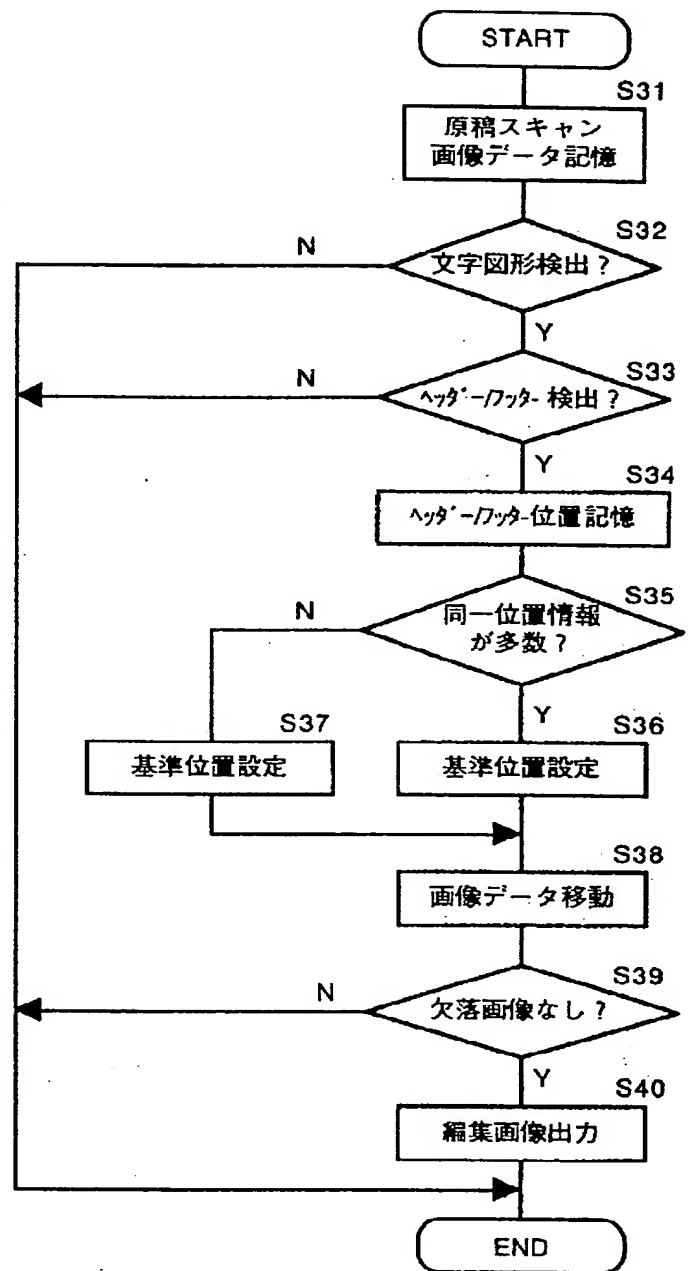 START
S31
原稿スキャン
画像データ記憶
S32
N
文字図形検出?
Y
S33
N
ヘッダー/フッター検出?
Y
S34
ヘッダー/フッター位置記憶
S35
N
同一位置情報
が多数?
S37
Y
S36
基準位置設定
基準位置設定
S38
画像データ移動
S39
N
欠落画像なし?
Y
S40
編集画像出力
END